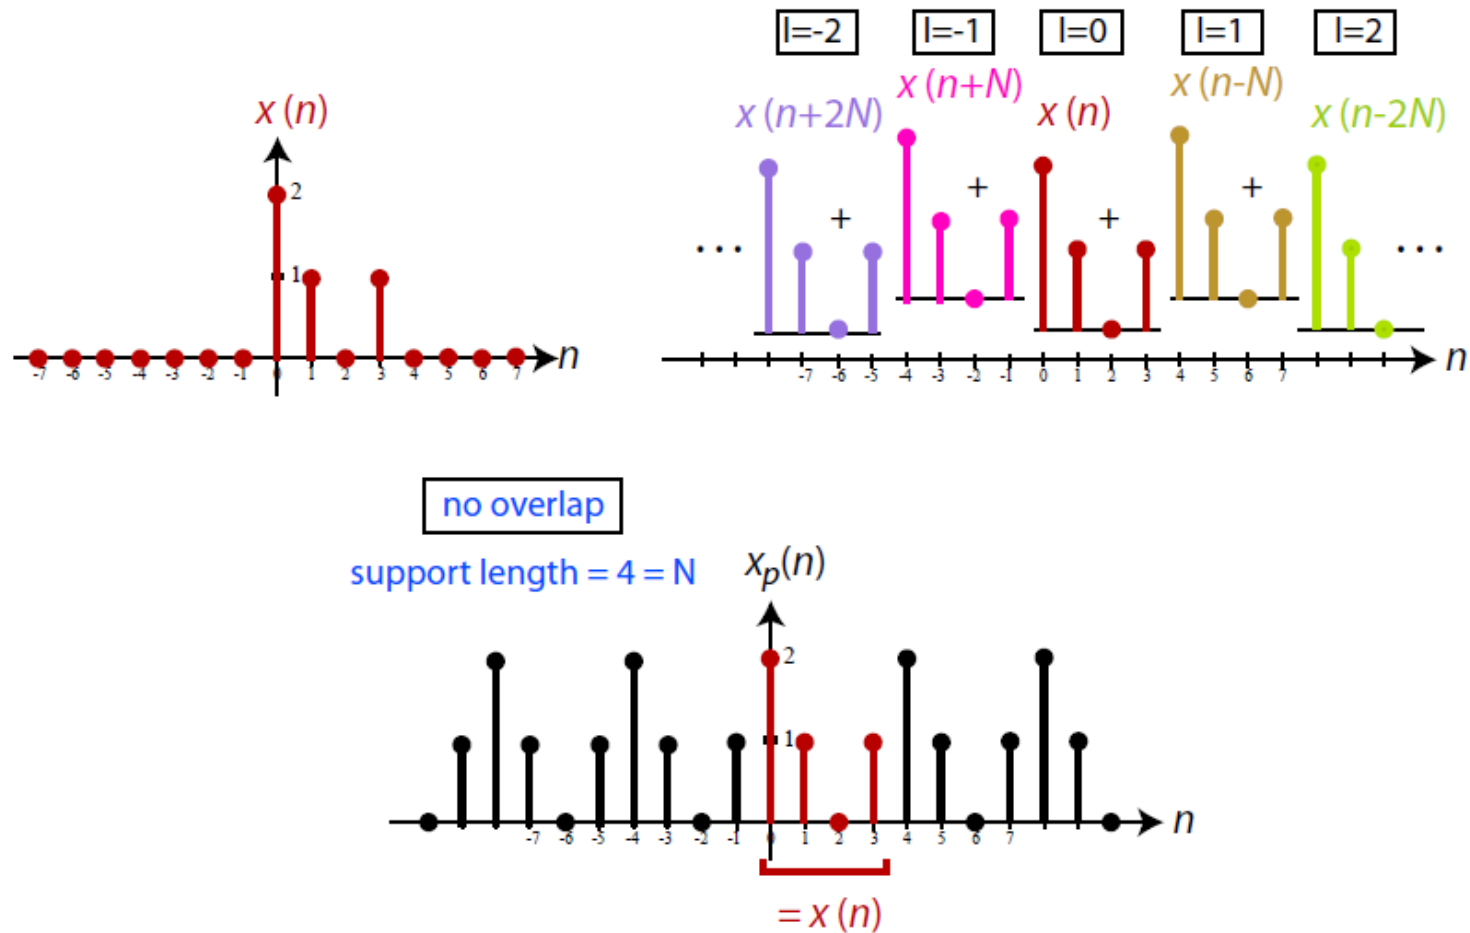 l=-2 l=-1 l=0 l=1 l=2
x (n+2N) x (n+N) x (n) x (n-N) x (n-2N)
x (n)
2
1
-7 -6 -5 -4 -3 -2 -1 0 1 2 3 4 5 6 7 n
... + + + + ...
-7 -6 -5 -4 -3 -2 -1 0 1 2 3 4 5 6 7 n
no overlap
support length = 4 = N
xp(n)
2
1
-7 -6 -5 -4 -3 -2 -1 0 1 2 3 4 5 6 7 n
= x (n)